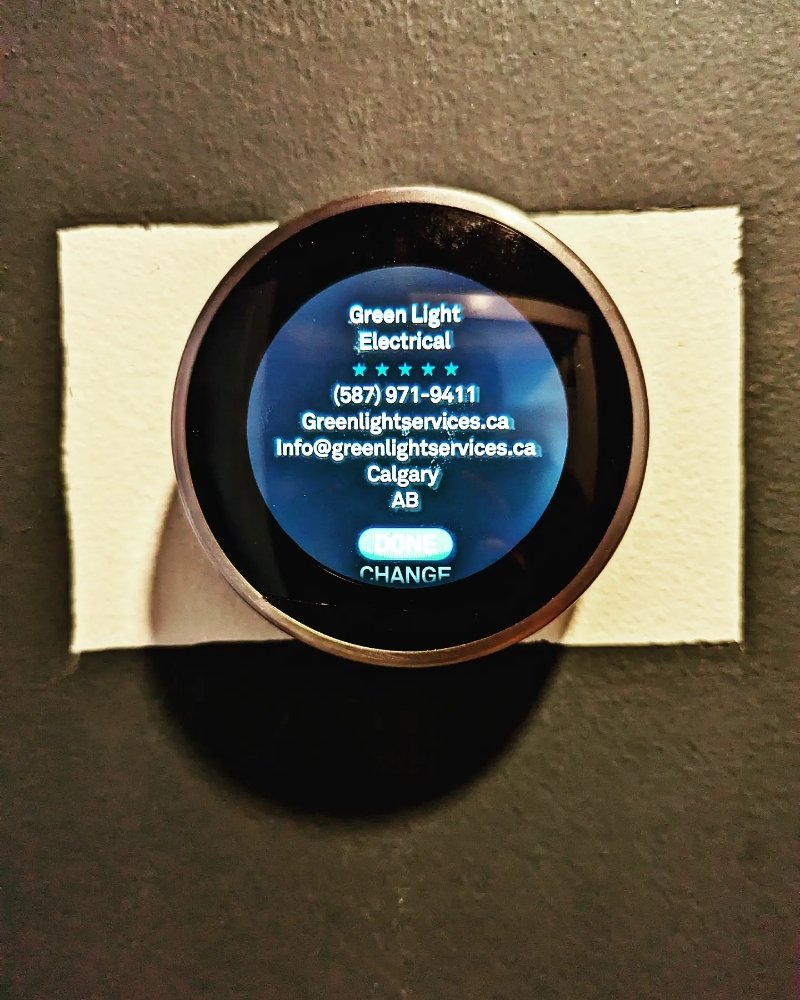 Green Light
Electrical
★ ★ ★ ★ ★
(587) 971-9411
Greenlightservices.ca
Info@greenlightservices.ca
Calgary
AB
DONE
CHANGE